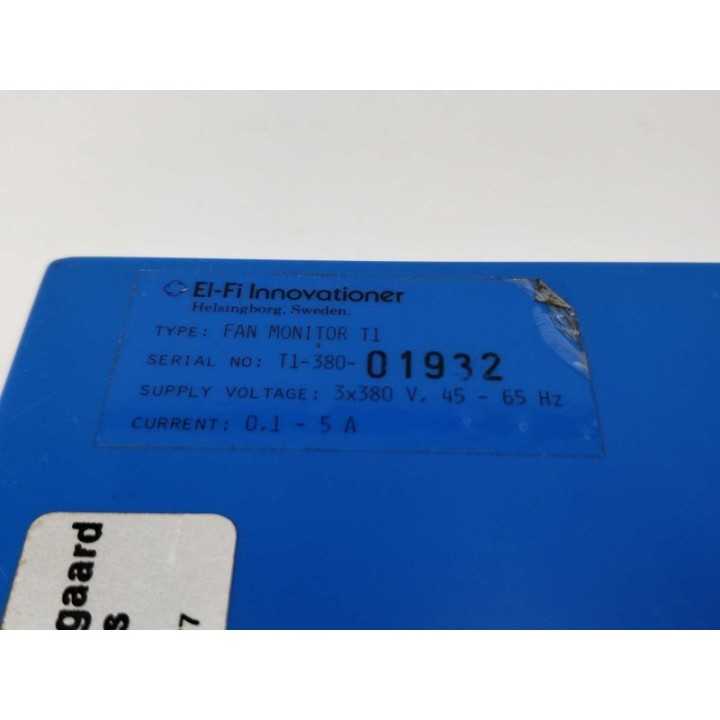 El-Fi Innovationer
Helsingborg, Sweden.
TYPE: FAN MONITOR T1
SERIAL NO: T1-380-01932
SUPPLY VOLTAGE: 3x380 V, 45 - 65 Hz
CURRENT: 0.1 - 5 A
gaard
s